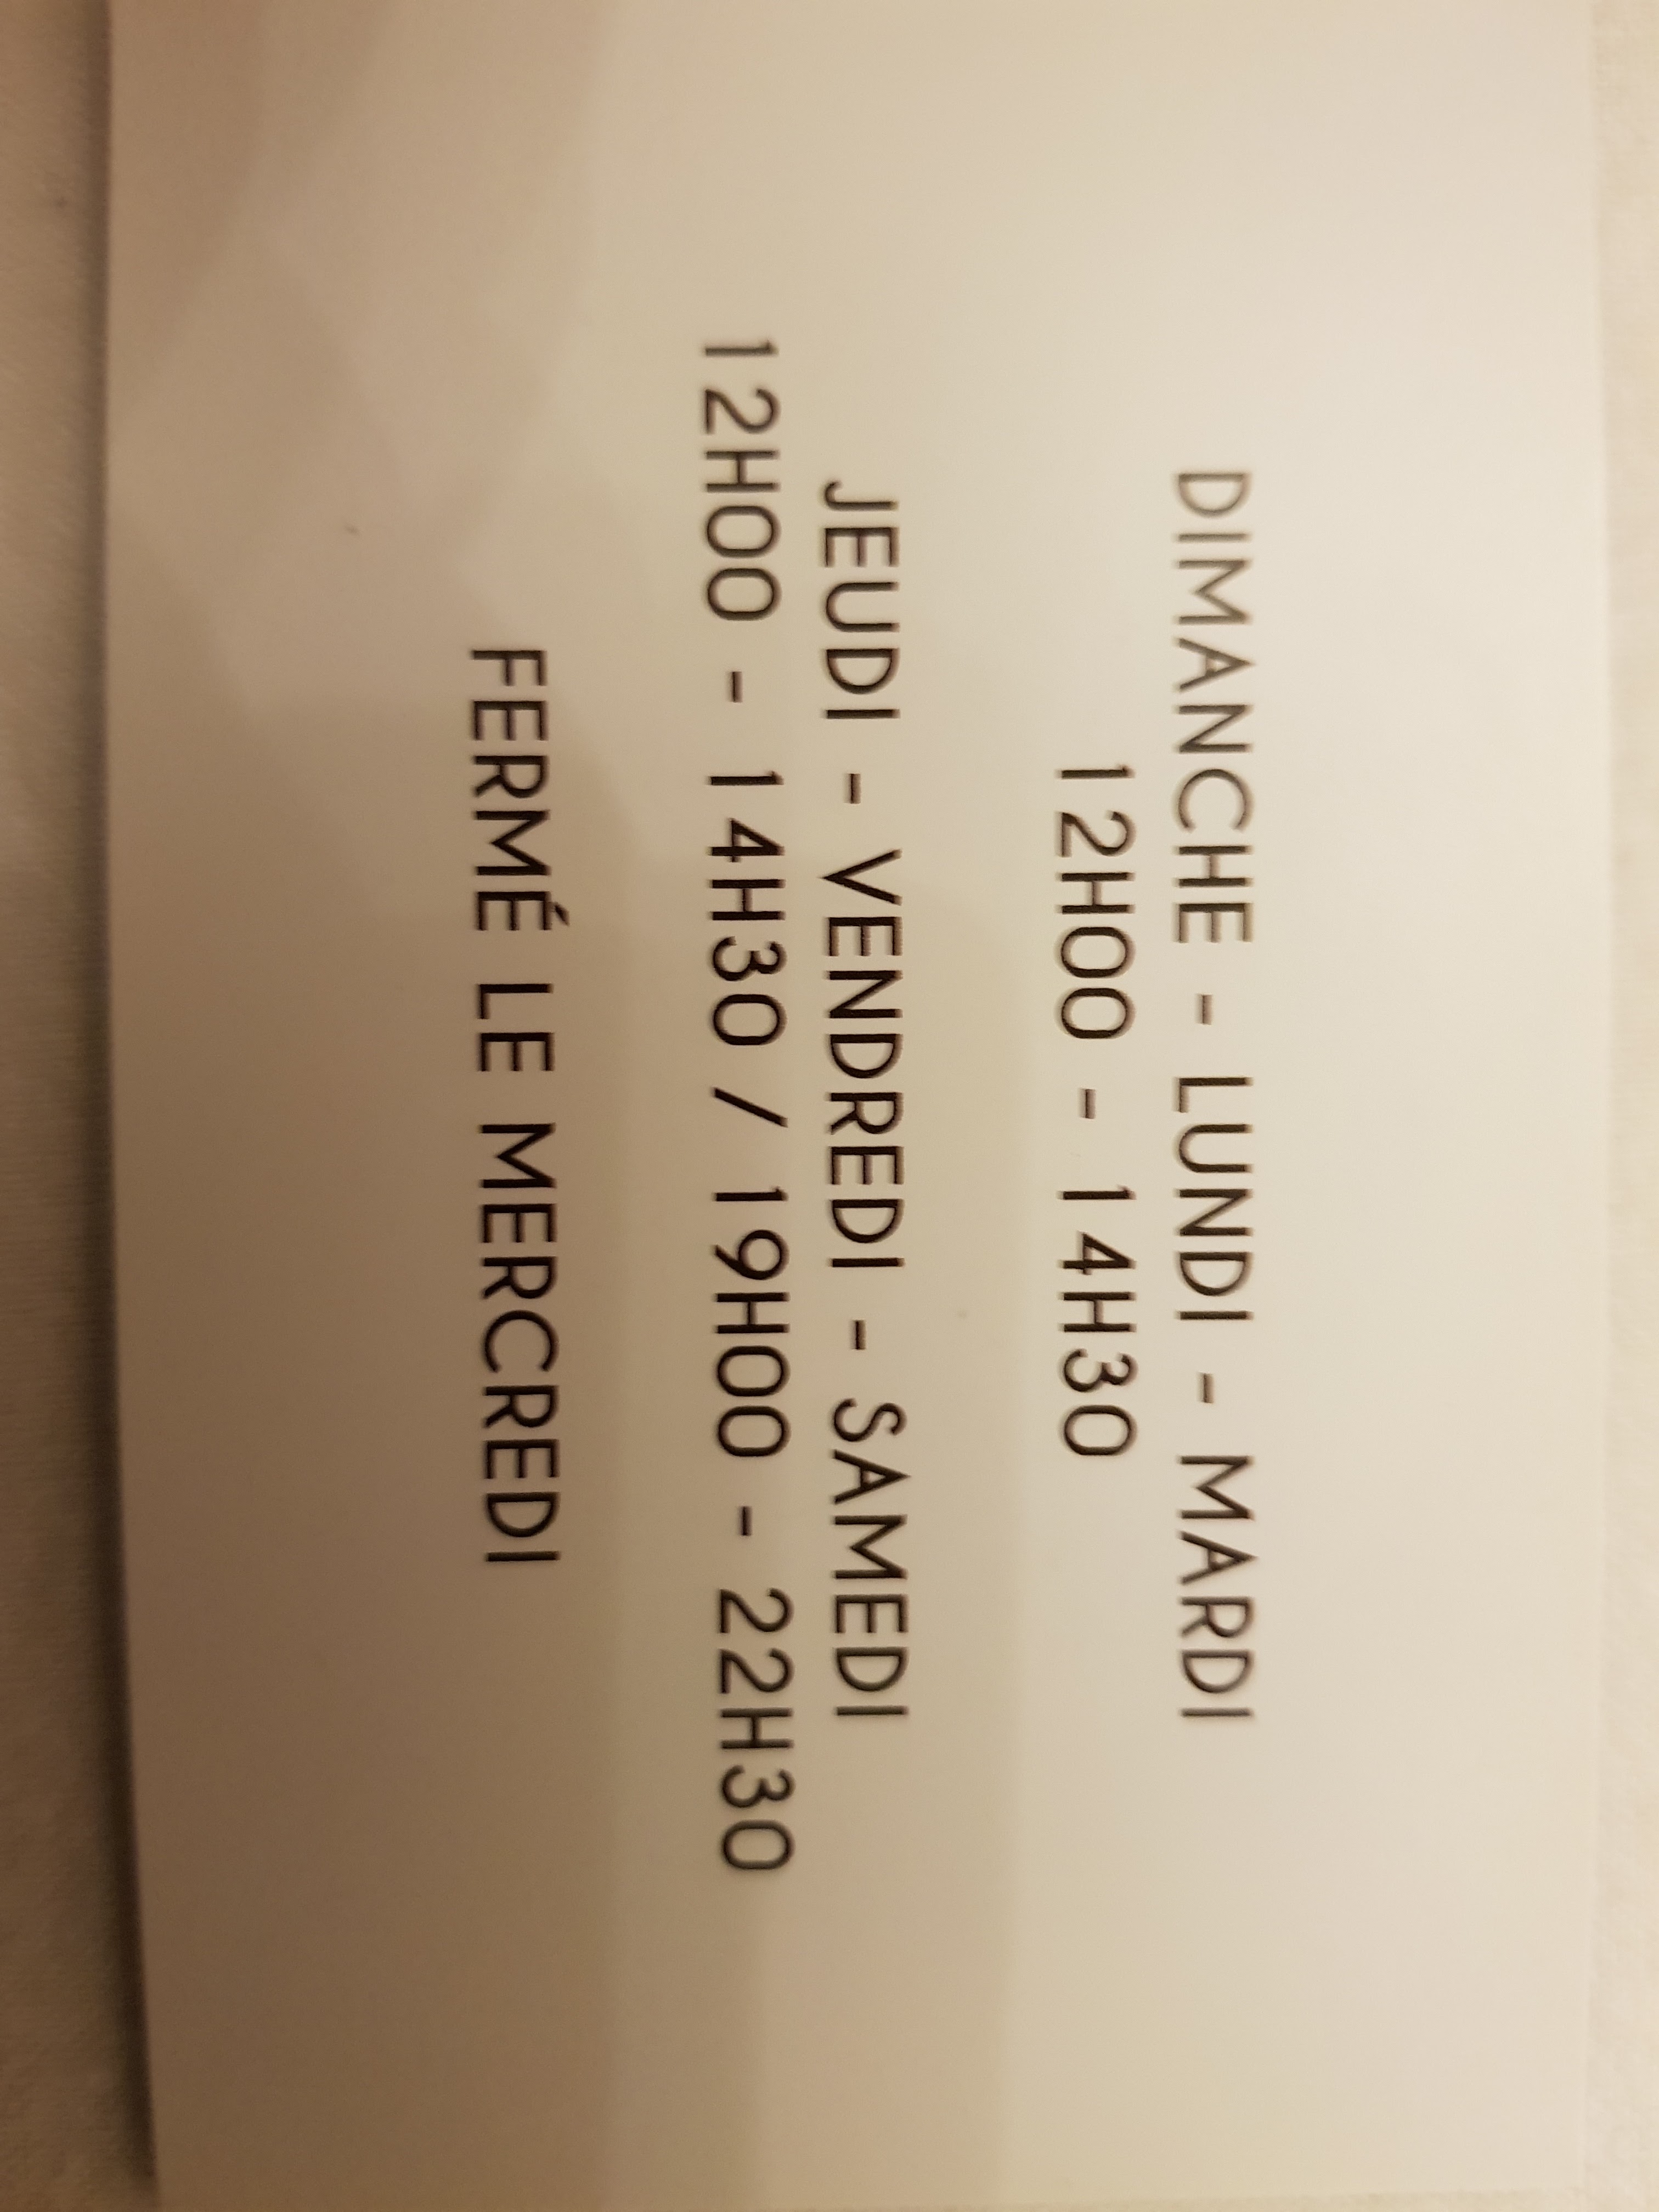 DIMANCHE - LUNDI - MARDI
12H00 - 14H30
JEUDI - VENDREDI - SAMEDI
12H00 - 14H30 / 19H00 - 22H30
FERMÉ LE MERCREDI